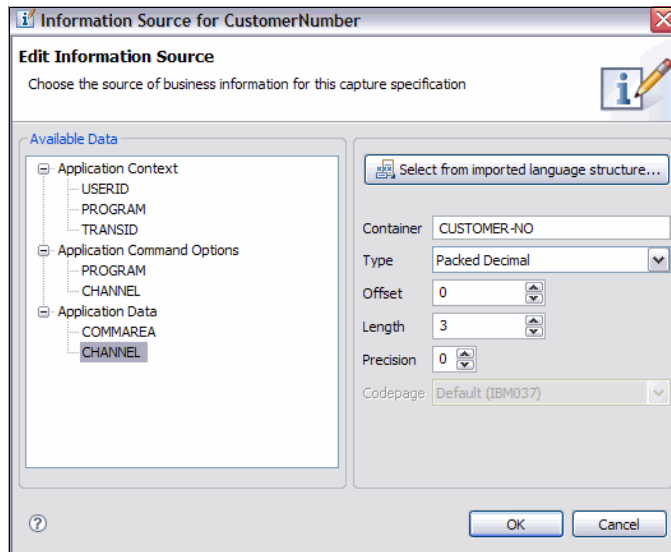 Information Source for CustomerNumber
Edit Information Source
Choose the source of business information for this capture specification
Available Data
Application Context
USERID
PROGRAM
TRANSID
Application Command Options
PROGRAM
CHANNEL
Application Data
COMMAREA
CHANNEL
Select from imported language structure...
Container CUSTOMER-NO
Type Packed Decimal
Offset 0
Length 3
Precision 0
Codepage Default (IBM037)
? OK Cancel